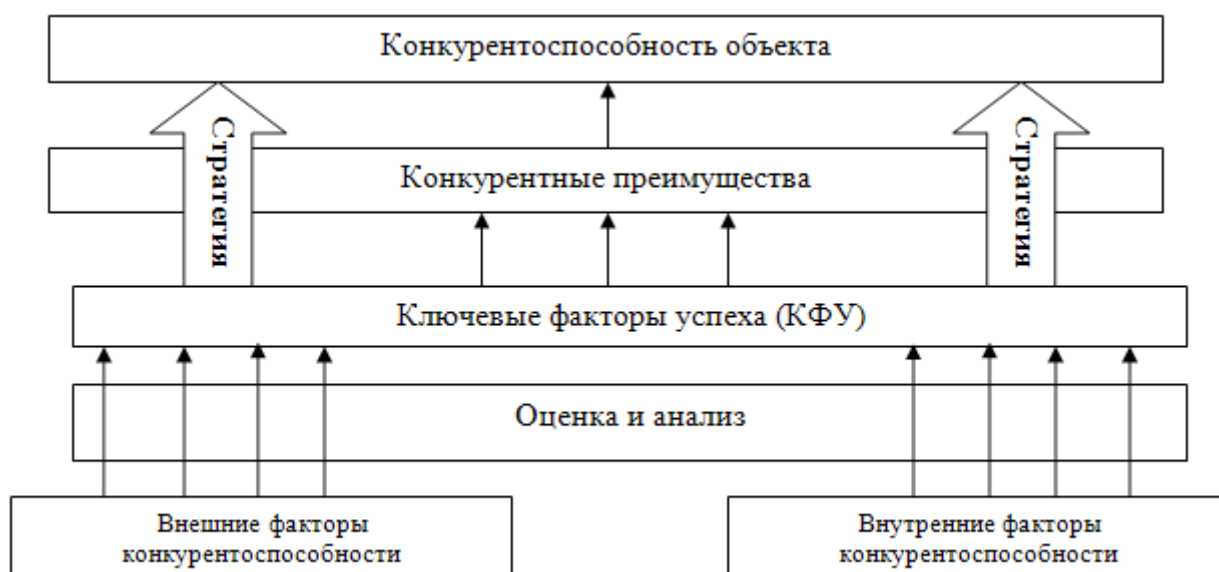 Конкурентоспособность объекта
Стратегия
Стратегия
Конкурентные преимущества
Ключевые факторы успеха (КФУ)
Оценка и анализ
Внешние факторы
конкурентоспособности
Внутренние факторы
конкурентоспособности